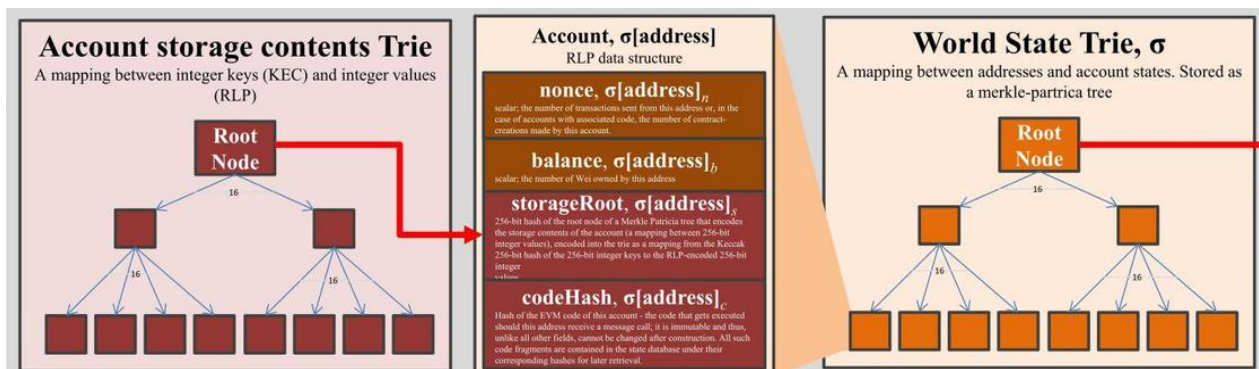 Account storage contents Trie
A mapping between integer keys (KEC) and integer values
(RLP)
Root
Node
16
16
16
Account, σ[address]
RLP data structure
nonce, σ[address]n
scalar; the number of transactions sent from this address or, in the
case of accounts with associated code, the number of contract-
creations made by this account.
balance, σ[address]b
scalar; the number of Wei owned by this address
storageRoot, σ[address]s
256-bit hash of the root node of a Merkle Patricia tree that encodes
the storage contents of the account (a mapping between 256-bit
integer values), encoded into the trie as a mapping from the Keccak
256-bit hash of the 256-bit integer keys to the RLP-encoded 256-bit
integer
values
codeHash, σ[address]c
Hash of the EVM code of this account - the code that gets executed
should this address receive a message call; it is immutable and thus,
unlike all other fields, cannot be changed after construction. All such
code fragments are contained in the state database under their
corresponding hashes for later retrieval.
World State Trie, σ
A mapping between addresses and account states. Stored as
a merkle-partrica tree
Root
Node
16
16
16